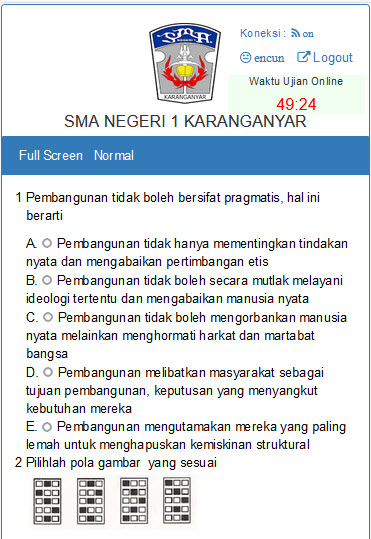 Koneksi : on
SMA
NEGERI 1
KARANGANYAR
encun Logout
Waktu Ujian Online
49:24
SMA NEGERI 1 KARANGANYAR
Full Screen Normal
1 Pembangunan tidak boleh bersifat pragmatis, hal ini
berarti
A. Pembangunan tidak hanya mementingkan tindakan
nyata dan mengabaikan pertimbangan etis
B. Pembangunan tidak boleh secara mutlak melayani
ideologi tertentu dan mengabaikan manusia nyata
C. Pembangunan tidak boleh mengorbankan manusia
nyata melainkan menghormati harkat dan martabat
bangsa
D. Pembangunan melibatkan masyarakat sebagai
tujuan pembangunan, keputusan yang menyangkut
kebutuhan mereka
E. Pembangunan mengutamakan mereka yang paling
lemah untuk menghapuskan kemiskinan struktural
2 Pilihlah pola gambar yang sesuai